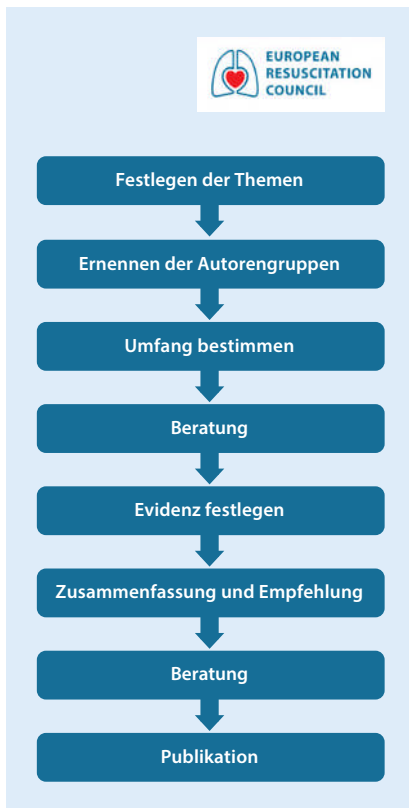 EUROPEAN
RESUSCITATION
COUNCIL
Festlegen der Themen
Ernennen der Autorengruppen
Umfang bestimmen
Beratung
Evidenz festlegen
Zusammenfassung und Empfehlung
Beratung
Publikation